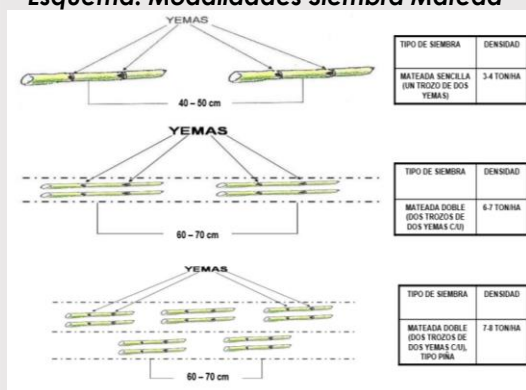 Esquema: Modalidades Siembra Mateda
YEMAS
40 – 50 cm
TIPO DE SIEMBRA DENSIDAD
MATEADA SENCILLA
(UN TROZO DE DOS
YEMAS)
3-4 TON/HA
YEMAS
60 – 70 cm
TIPO DE SIEMBRA DENSIDAD
MATEADA DOBLE
(DOS TROZOS DE
DOS YEMAS C/U)
6-7 TON/HA
YEMAS
60 – 70 cm
TIPO DE SIEMBRA DENSIDAD
MATEADA DOBLE
(DOS TROZOS DE
DOS YEMAS C/U),
TIPO PIÑA
7-8 TON/HA